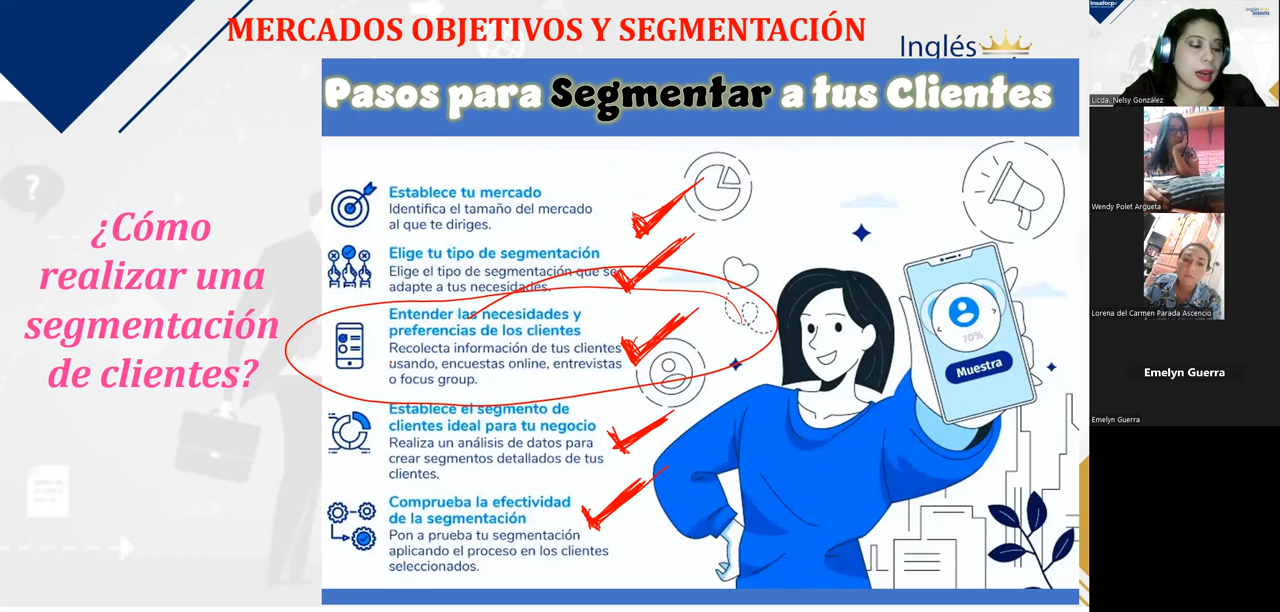 MERCADOS OBJETIVOS Y SEGMENTACIÓN
Inglés
Pasos para Segmentar a tus Clientes
¿Cómo
realizar una
segmentación
de clientes?
Establece tu mercado
Identifica el tamaño del mercado
al que te diriges.
Elige tu tipo de segmentación
Elige el tipo de segmentación que se
adapte a tus necesidades.
Entender las necesidades y
preferencias de los clientes
Recolecta información de tus clientes
usando, encuestas online, entrevistas
o focus group.
Establece el segmento de
clientes ideal para tu negocio
Realiza un análisis de datos para
crear segmentos detallados de tus
clientes.
Comprueba la efectividad
de la segmentación
Pon a prueba tu segmentación
aplicando el proceso en los clientes
seleccionados.
70%
Muestra
?
Insaforp
Licda. Nelsy González
Wendy Polet Argueta
Lorena del Carmen Parada Ascencio
Emelyn Guerra
Emelyn Guerra